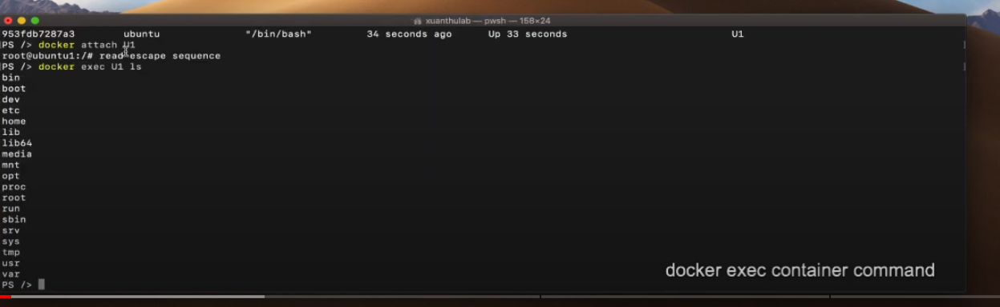 xuanthulab — pwsh — 158×24
953fdb7287a3 ubuntu "/bin/bash" 34 seconds ago Up 33 seconds U1
PS /> docker attach U1
root@ubuntu1:/# read escape sequence
PS /> docker exec U1 ls
bin
boot
dev
etc
home
lib
lib64
media
mnt
opt
proc
root
run
sbin
srv
sys
tmp
usr
var
PS />
docker exec container command